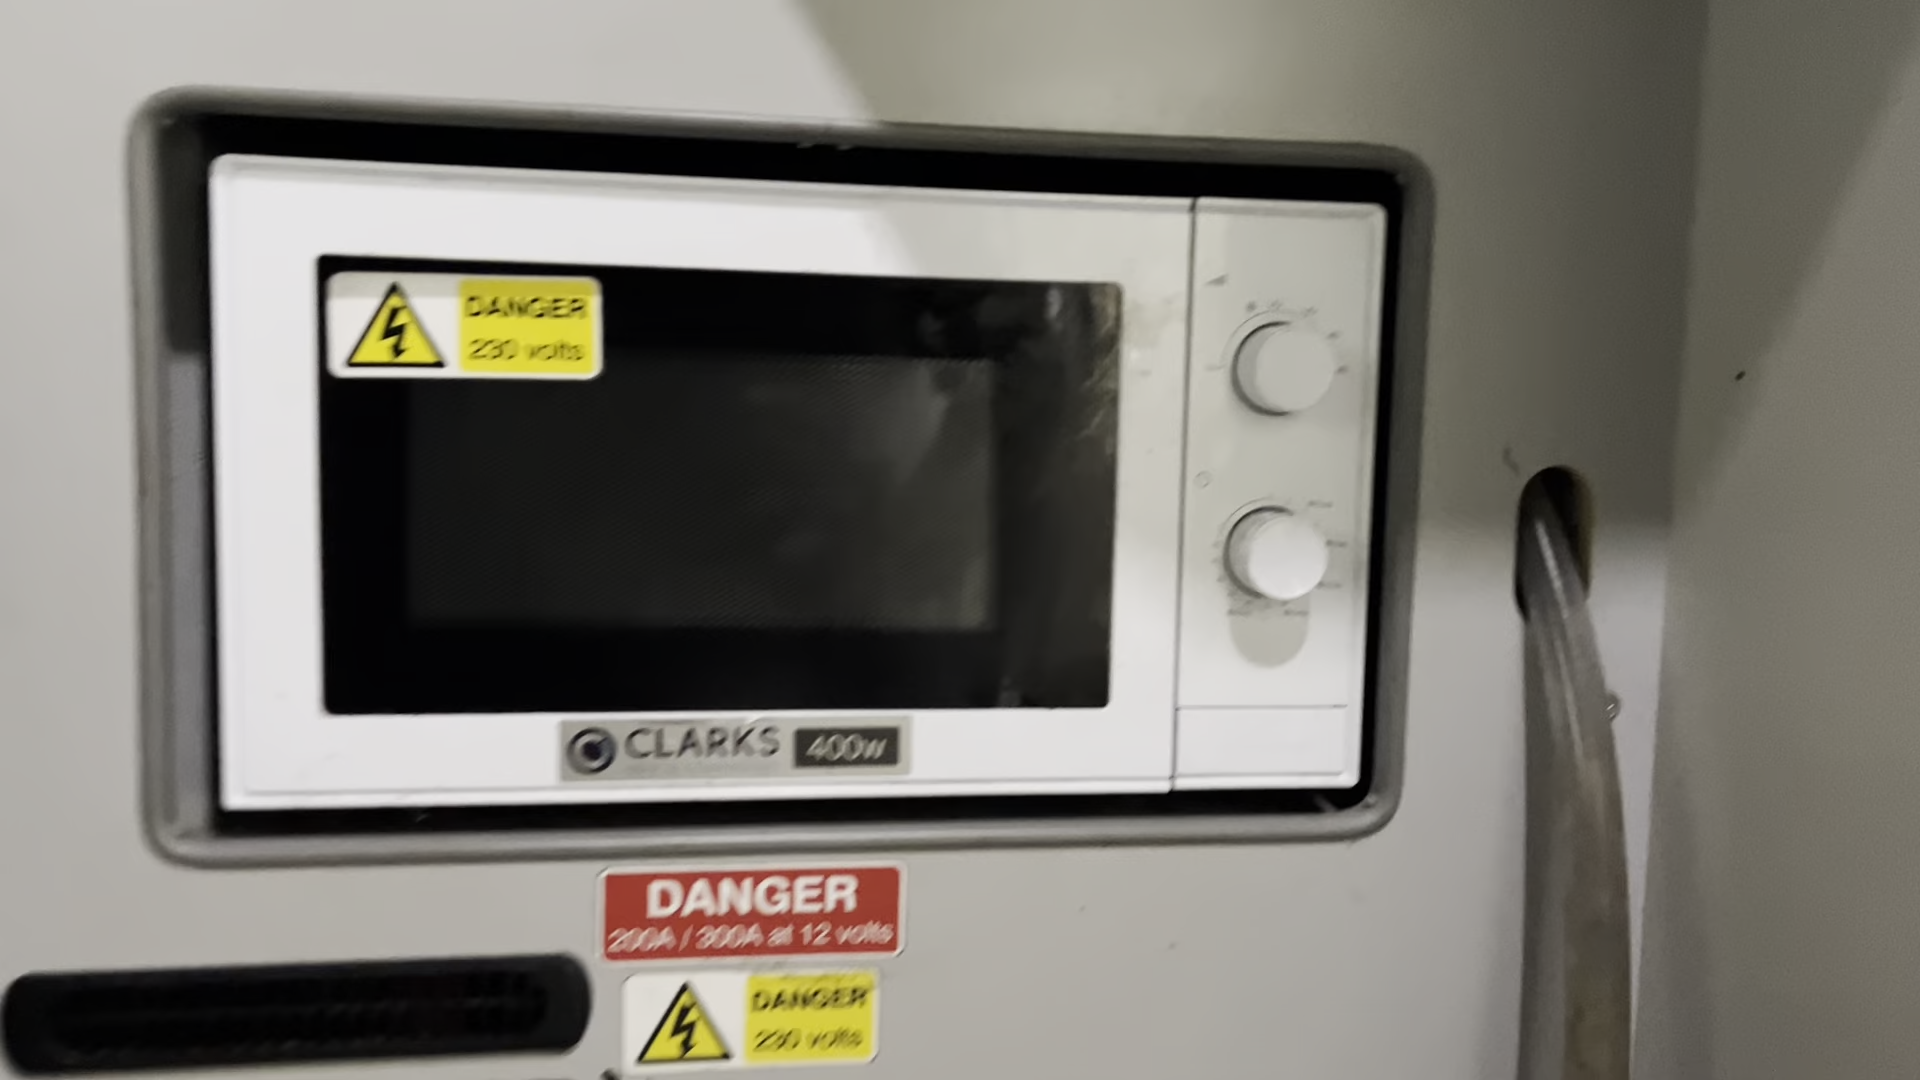 DANGER
230 volts
CLARKS 400w
DANGER
200A / 300A at 12 volts
DANGER
230 volts